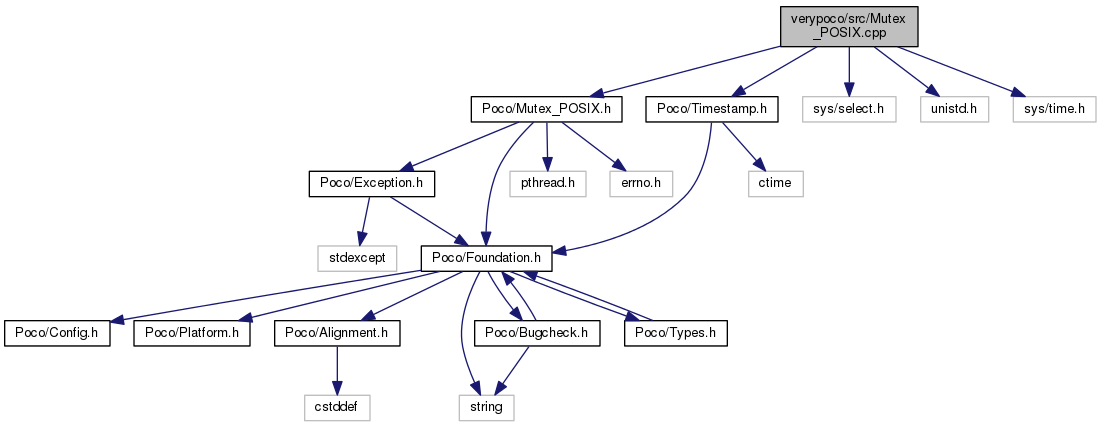 verypoco/src/Mutex
_POSIX.cpp
Poco/Mutex_POSIX.h
Poco/Timestamp.h
sys/select.h
unistd.h
sys/time.h
Poco/Exception.h
pthread.h
errno.h
ctime
stdexcept
Poco/Foundation.h
Poco/Config.h
Poco/Platform.h
Poco/Alignment.h
Poco/Bugcheck.h
Poco/Types.h
cstddef
string